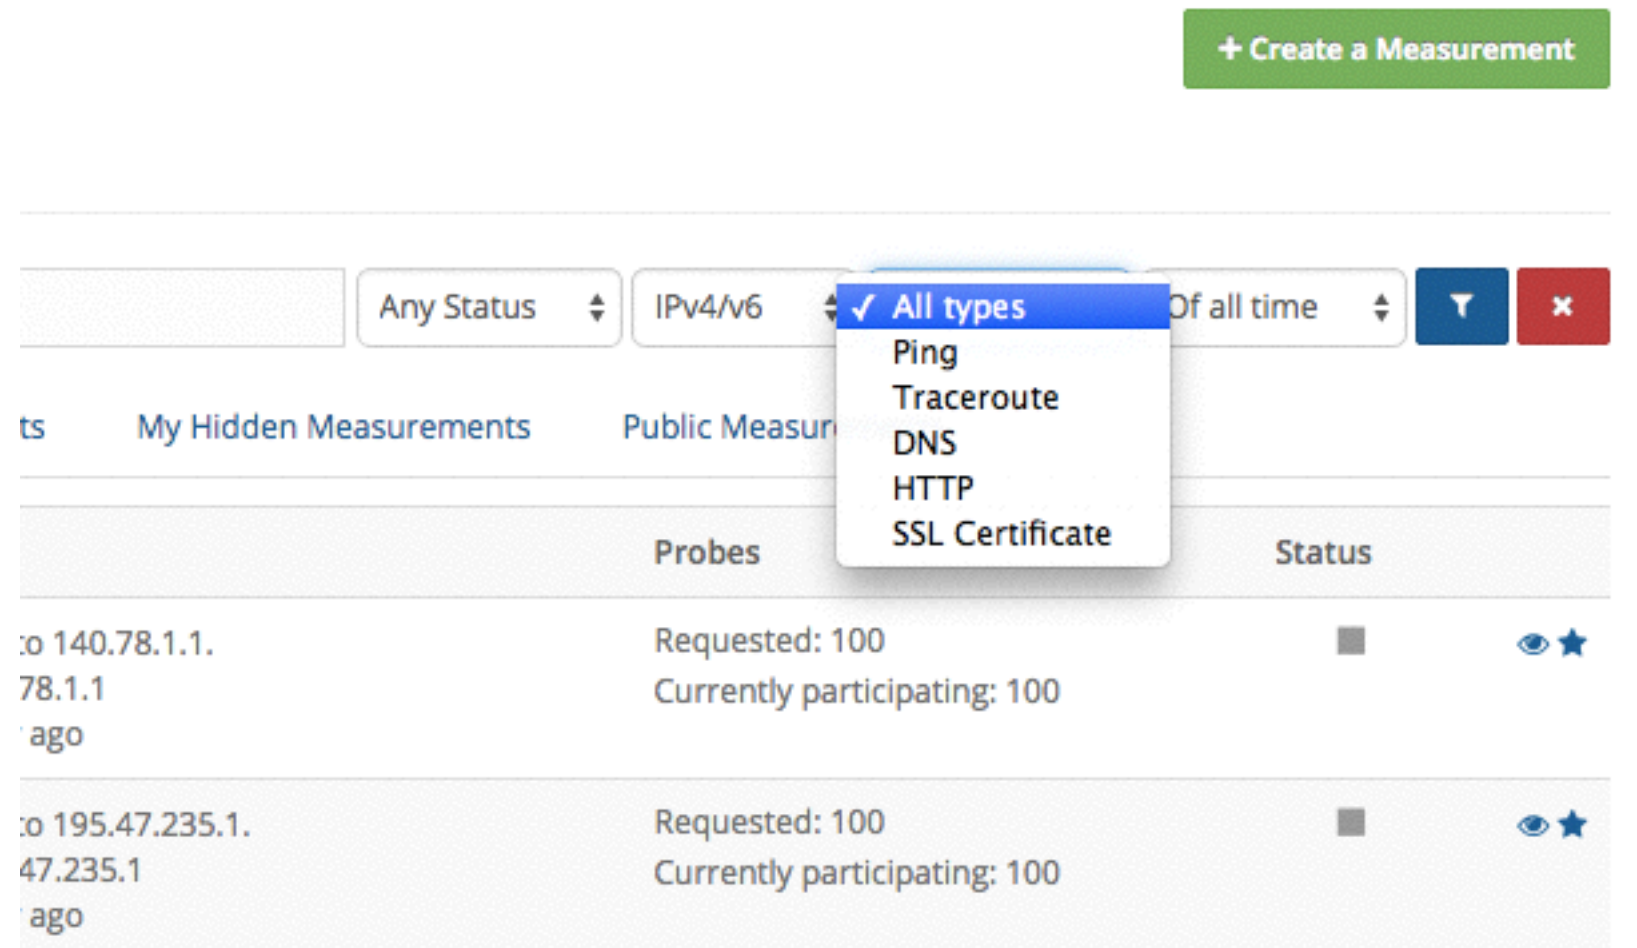 + Create a Measurement
Any Status IPv4/v6 ✓ All types Of all time
Ping
Traceroute
DNS
HTTP
SSL Certificate
My Hidden Measurements Public
Probes Status
to 140.78.1.1.
78.1.1
ago
Requested: 100
Currently participating: 100
to 195.47.235.1.
47.235.1
ago
Requested: 100
Currently participating: 100